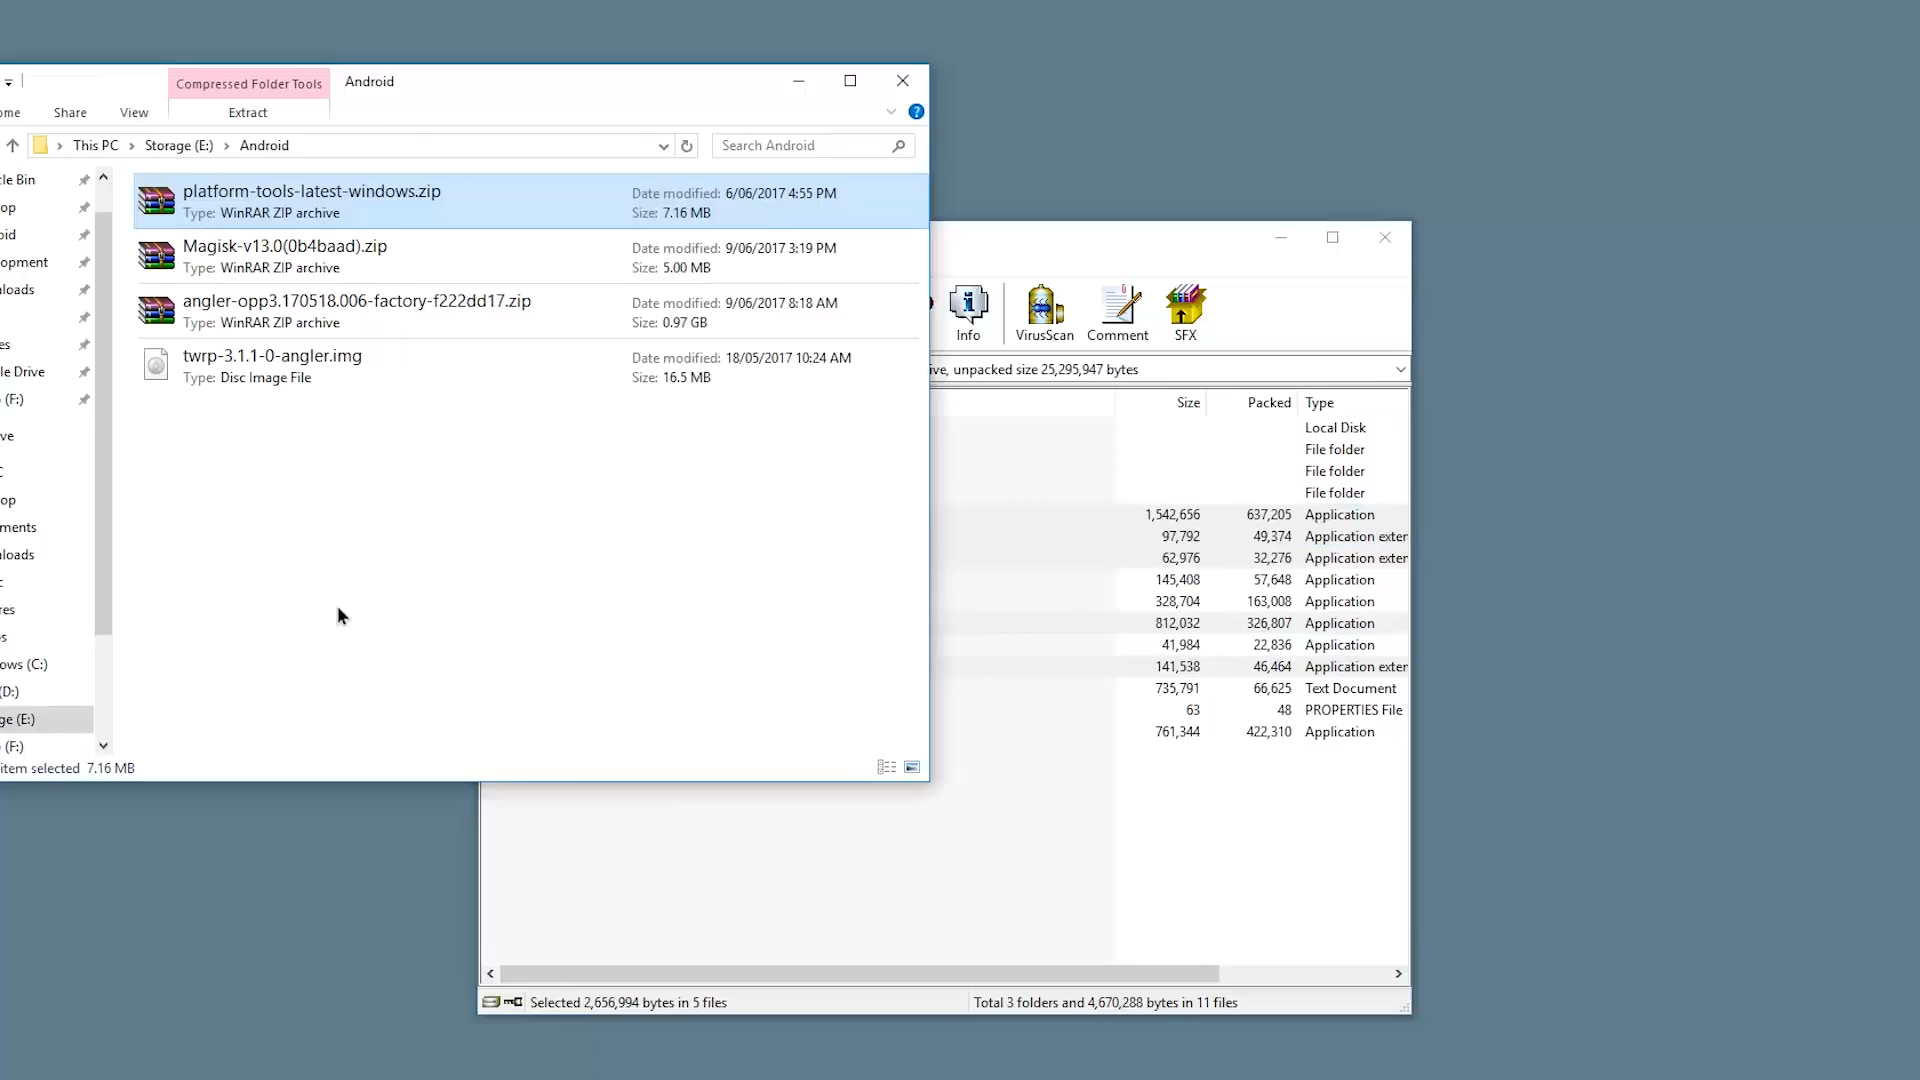 Compressed Folder Tools
Android
ome
Share
View
Extract
This PC
Storage (E:)
Android
Search Android
cle Bin
op
oid
opment
loads
es
le Drive
(F:)
ve
C
op
ments
loads
c
res
s
ows (C:)
(D:)
ge (E:)
(F:)
platform-tools-latest-windows.zip
Type: WinRAR ZIP archive
Date modified: 6/06/2017 4:55 PM
Size: 7.16 MB
Magisk-v13.0(0b4baad).zip
Type: WinRAR ZIP archive
Date modified: 9/06/2017 3:19 PM
Size: 5.00 MB
angler-opp3.170518.006-factory-f222dd17.zip
Type: WinRAR ZIP archive
Date modified: 9/06/2017 8:18 AM
Size: 0.97 GB
twrp-3.1.1-0-angler.img
Type: Disc Image File
Date modified: 18/05/2017 10:24 AM
Size: 16.5 MB
item selected 7.16 MB
Info
VirusScan
Comment
SFX
ive, unpacked size 25,295,947 bytes
Size Packed Type
Local Disk
File folder
File folder
File folder
1,542,656 637,205 Application
97,792 49,374 Application exter
62,976 32,276 Application exter
145,408 57,648 Application
328,704 163,008 Application
812,032 326,807 Application
41,984 22,836 Application
141,538 46,464 Application exter
735,791 66,625 Text Document
63 48 PROPERTIES File
761,344 422,310 Application
Selected 2,656,994 bytes in 5 files
Total 3 folders and 4,670,288 bytes in 11 files